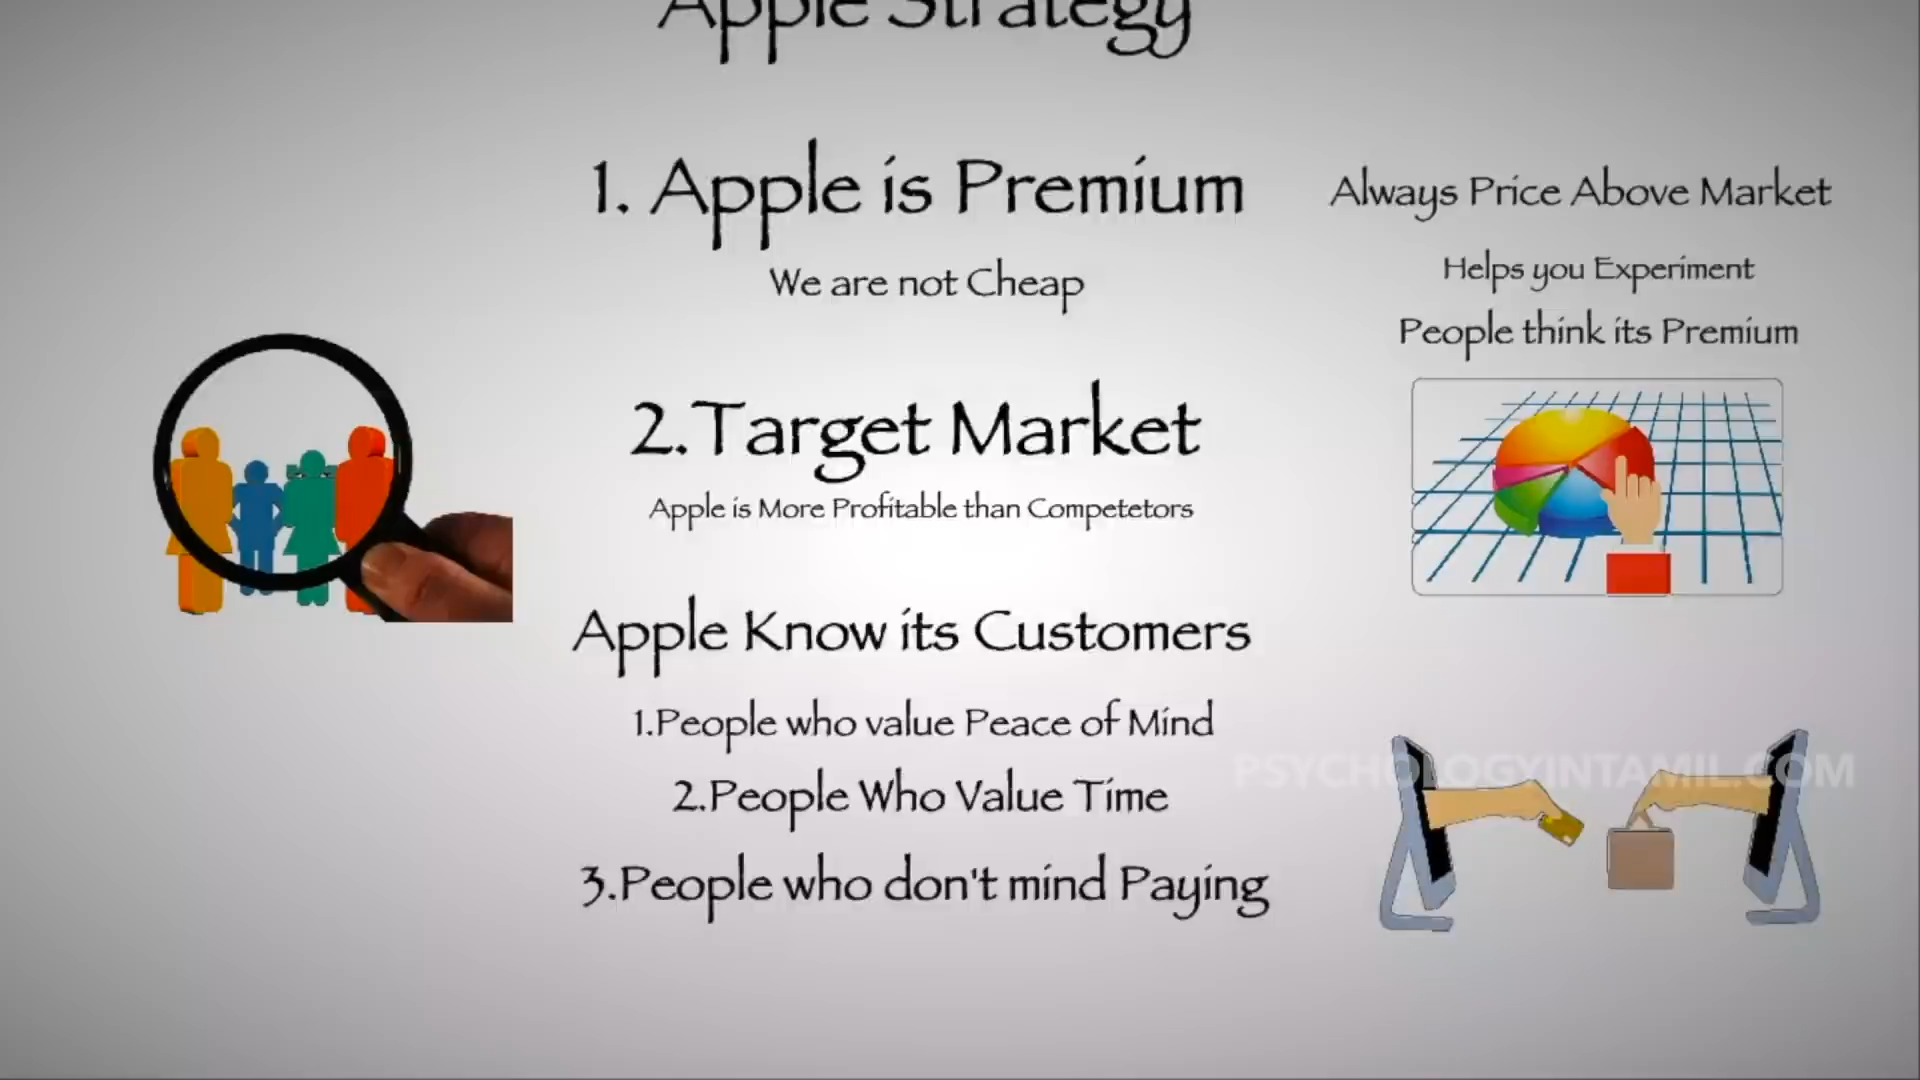 Apple Strategy
1. Apple is Premium
We are not Cheap
Always Price Above Market
Helps you Experiment
People think its Premium
2.Target Market
Apple is More Profitable than Competetors
Apple Know its Customers
1.People who value Peace of Mind
2.People Who Value Time
3.People who don't mind Paying
PSYCHOLOGYINTAMIL.COM